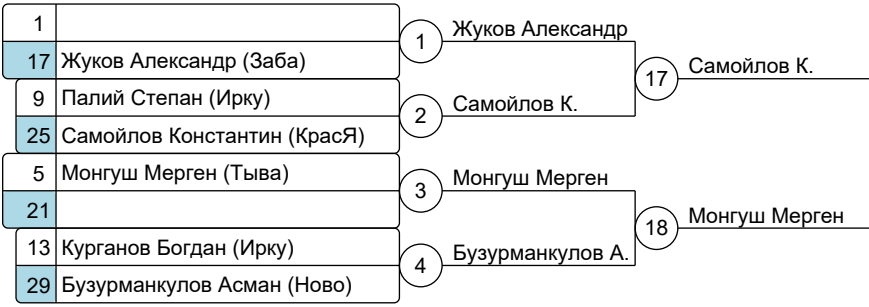 1
17 Жуков Александр (Заба)
9 Палий Степан (Ирку)
25 Самойлов Константин (КрасЯ)
5 Монгуш Мерген (Тыва)
21
13 Курганов Богдан (Ирку)
29 Бузурманкулов Асман (Ново)
1 Жуков Александр
2 Самойлов К.
3 Монгуш Мерген
4 Бузурманкулов А.
17 Самойлов К.
18 Монгуш Мерген